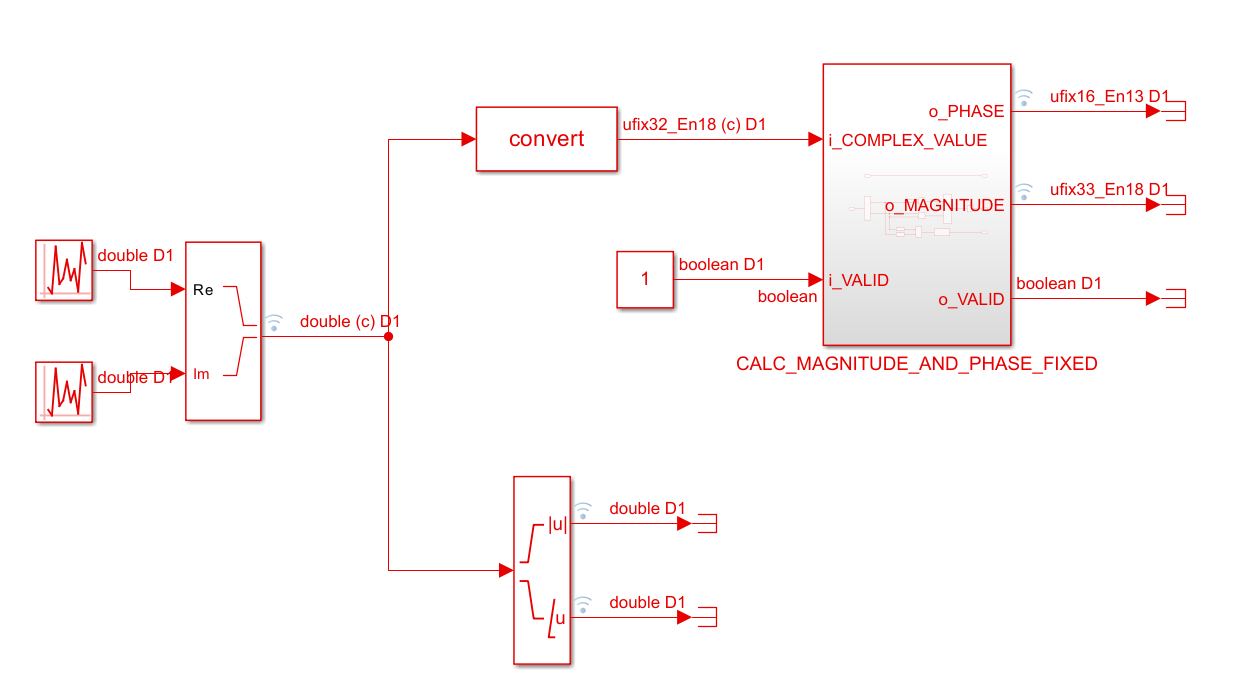 ufix16_En13 D1
o_PHASE
convert
ufix32_En18 (c) D1
i_COMPLEX_VALUE
ufix33_En18 D1
o_MAGNITUDE
double D1
Re
1
boolean D1
boolean
i_VALID
boolean D1
o_VALID
double (c) D1
CALC_MAGNITUDE_AND_PHASE_FIXED
double D1
Im
|u|
double D1
u
double D1